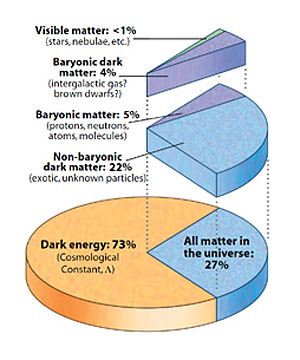 Visible matter: <1%
(stars, nebulae, etc.)
Baryonic dark
matter: 4%
(intergalactic gas?
brown dwarfs?)
Baryonic matter: 5%
(protons, neutrons,
atoms, molecules)
Non-baryonic
dark matter: 22%
(exotic, unknown particles)
Dark energy: 73%
(Cosmological
Constant, Λ)
All matter in
the universe:
27%